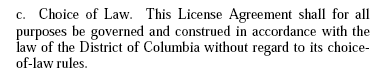 c. Choice of Law. This License Agreement shall for all
purposes be governed and construed in accordance with the
law of the District of Columbia without regard to its choice-
of-law rules.